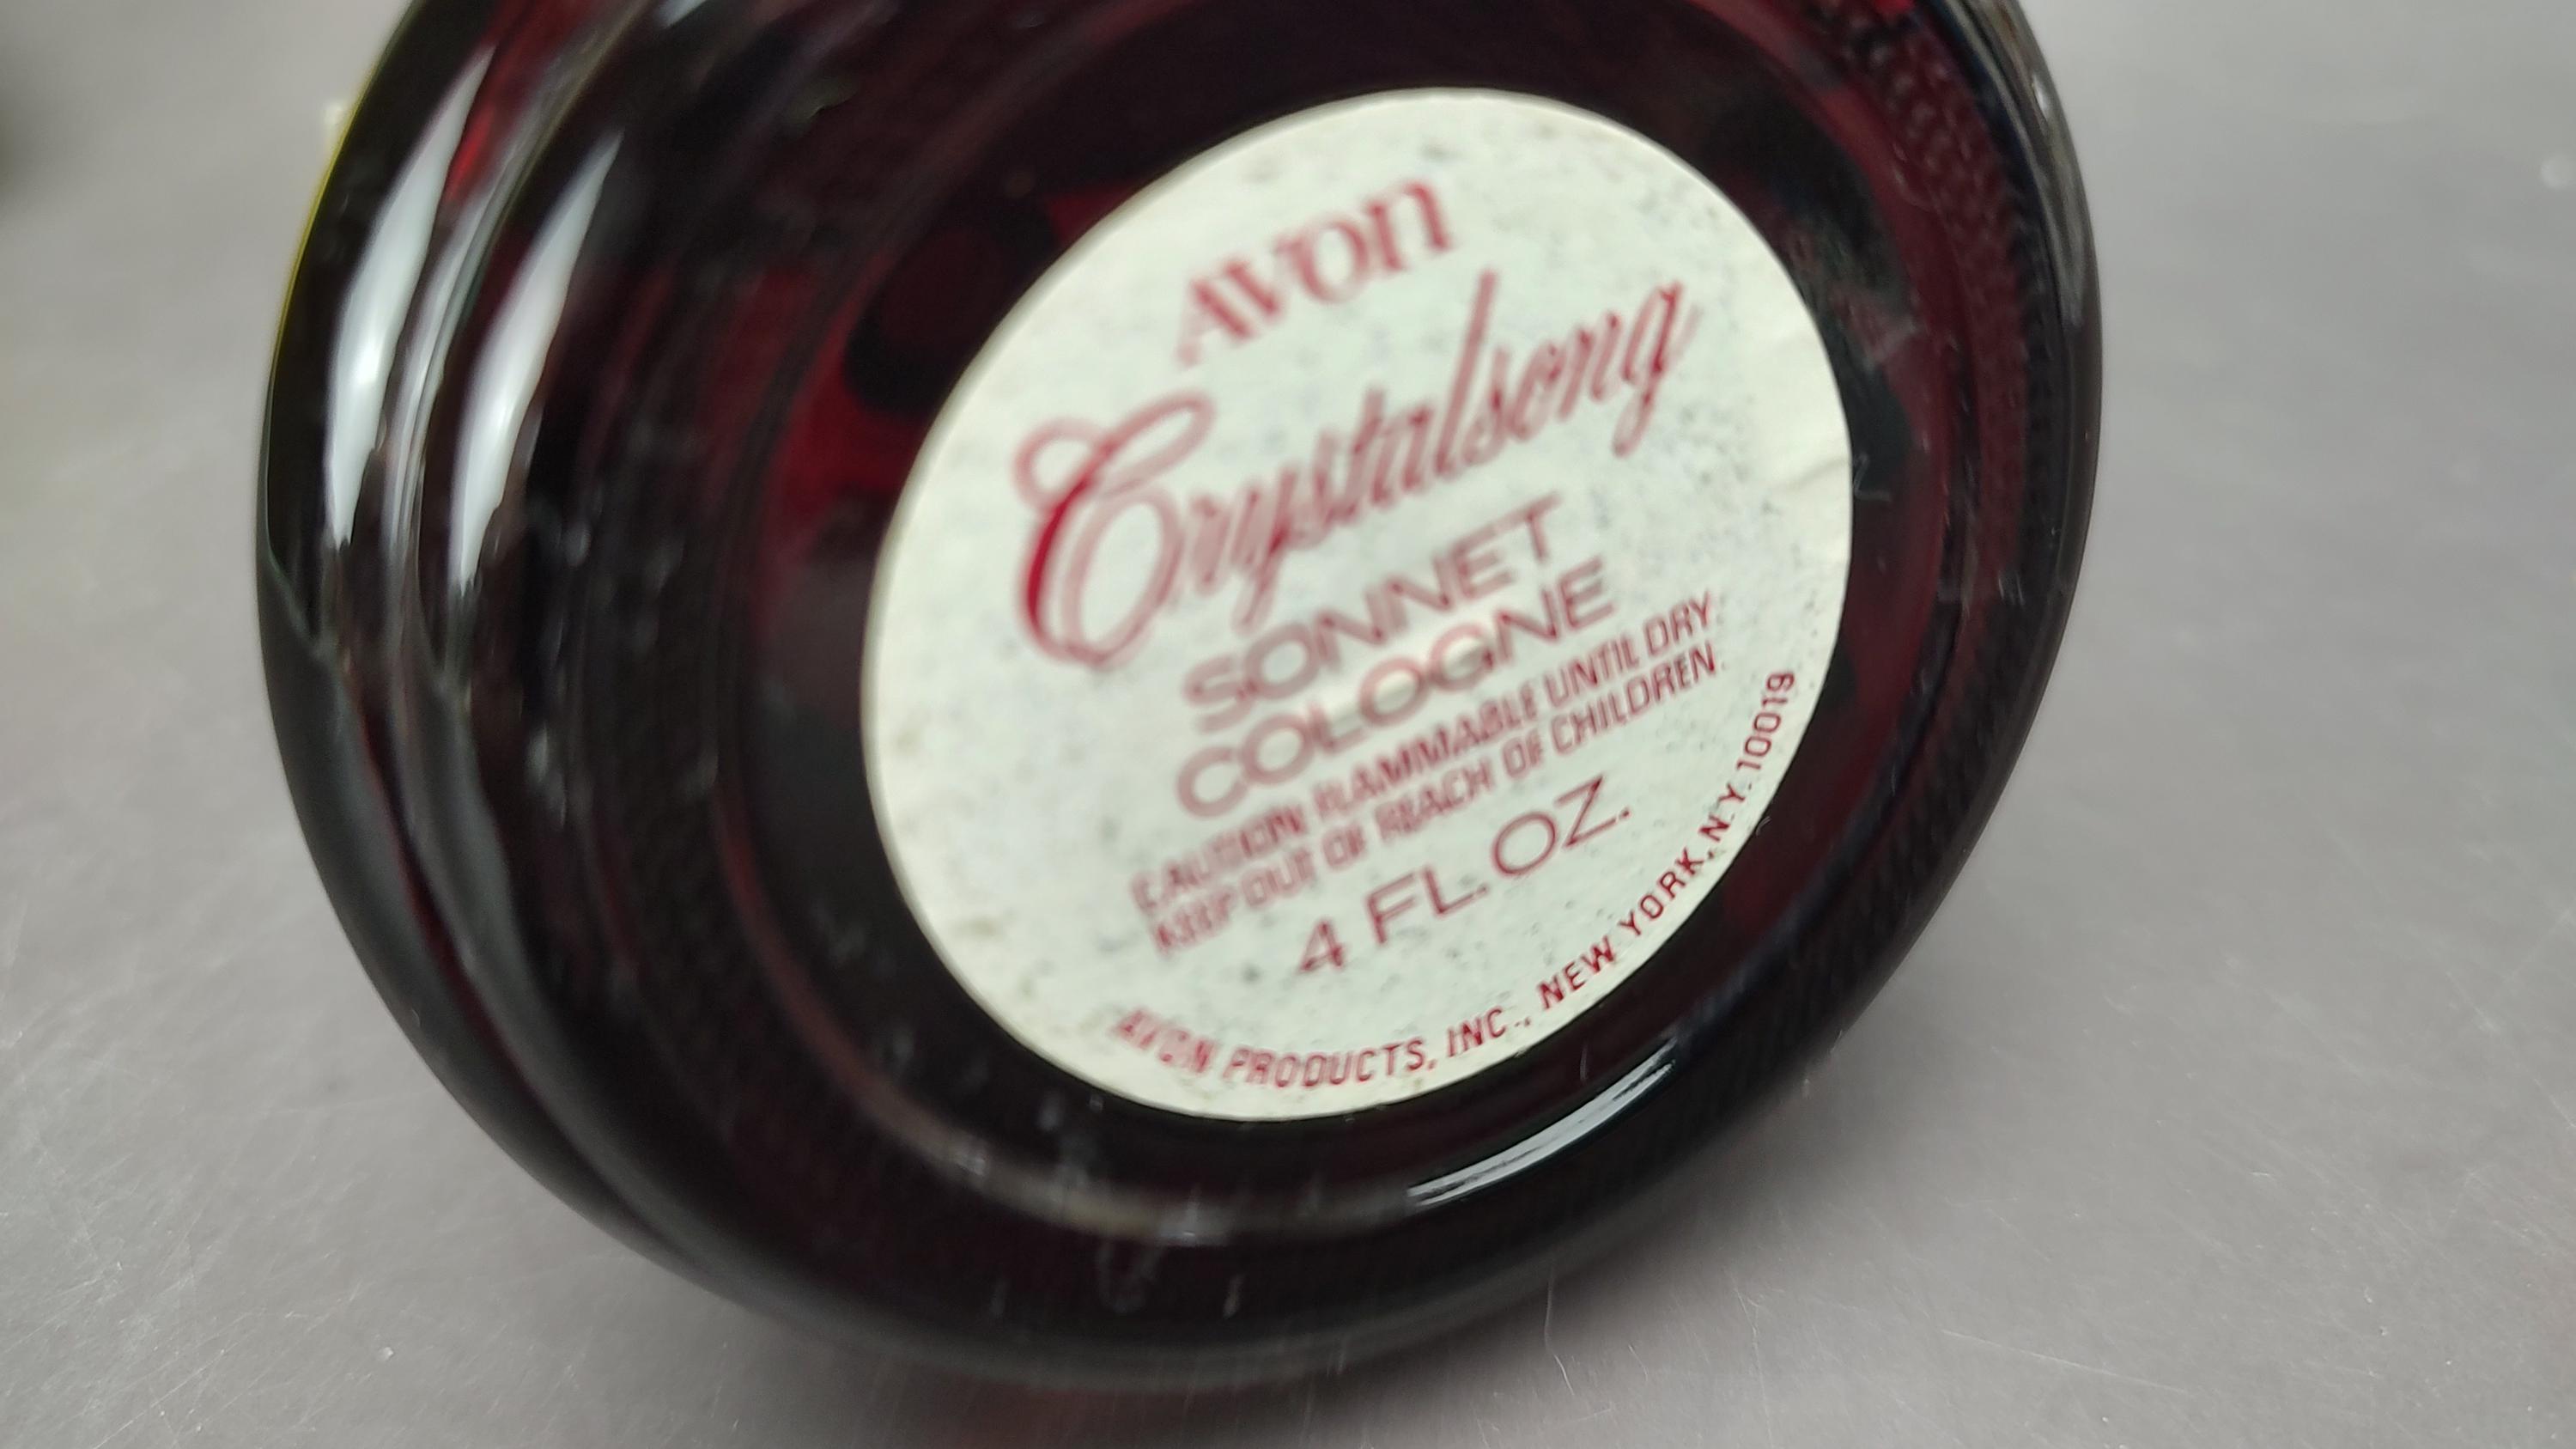 AVON
Crystalsong
SONNET
COLOGNE
CAUTION: FLAMMABLE UNTIL DRY.
KEEP OUT OF REACH OF CHILDREN.
4 FL. OZ.
AVON PRODUCTS, INC., NEW YORK, N.Y. 10019